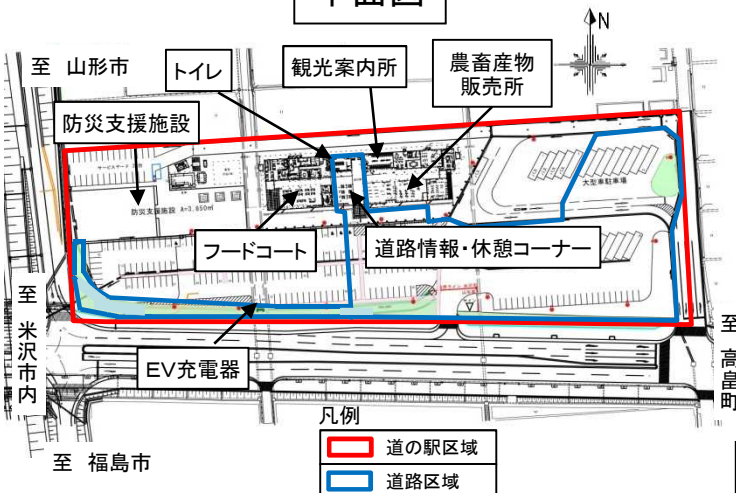 平面図
N
至 山形市
トイレ
観光案内所
農畜産物
販売所
防災支援施設
大型車駐車場
防災支援施設 A=3,850㎡
フードコート
道路情報・休憩コーナー
至 米沢市内
EV充電器
至 高畠町
凡例
道の駅区域
道路区域
至 福島市